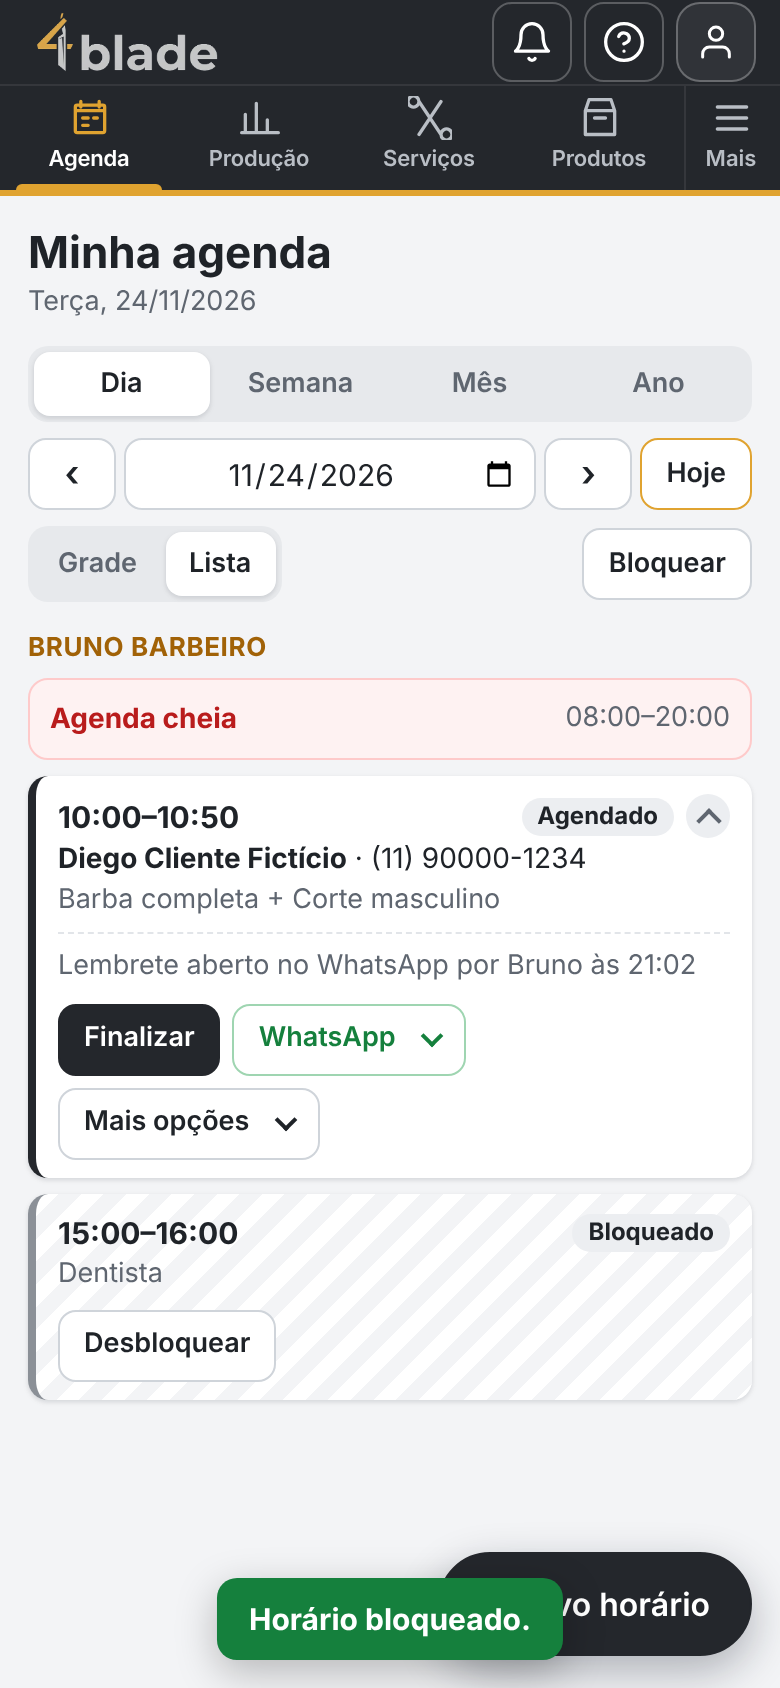 4blade
Agenda
Produção
Serviços
Produtos
Mais
Minha agenda
Terça, 24/11/2026
Dia
Semana
Mês
Ano
‹
11/24/2026
›
Hoje
Grade
Lista
Bloquear
BRUNO BARBEIRO
Agenda cheia
08:00–20:00
10:00–10:50
Agendado
Diego Cliente Fictício · (11) 90000-1234
Barba completa + Corte masculino
Lembrete aberto no WhatsApp por Bruno às 21:02
Finalizar
WhatsApp
Mais opções
15:00–16:00
Bloqueado
Dentista
Desbloquear
Horário bloqueado.
horário